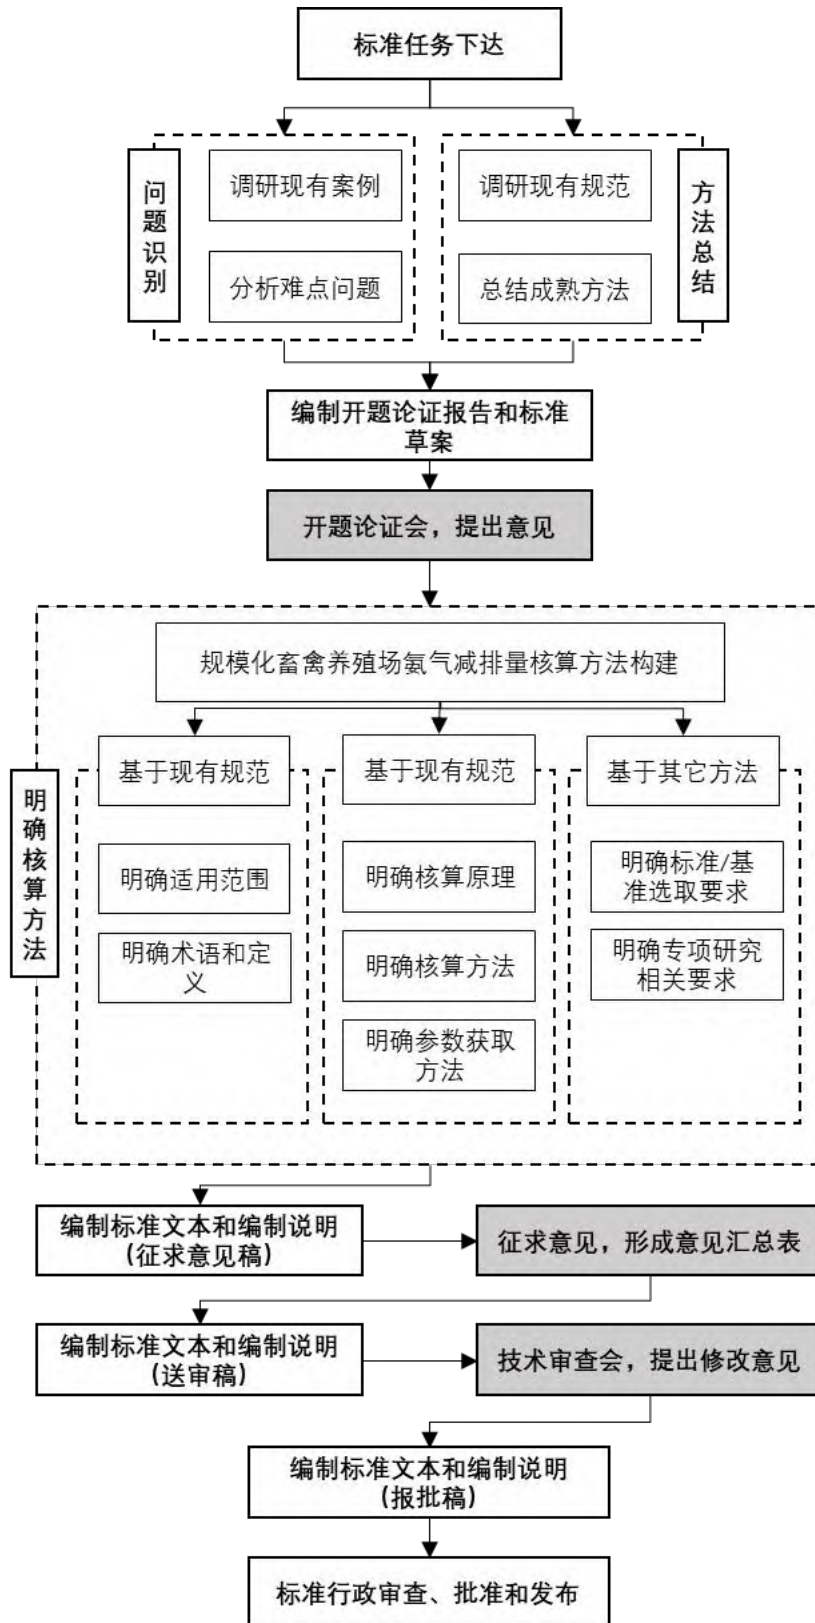 标准任务下达
问题识别
调研现有案例
分析难点问题
调研现有规范
总结成熟方法
方法总结
编制开题论证报告和标准
草案
开题论证会，提出意见
明确核算方法
规模化畜禽养殖场氨气减排量核算方法构建
基于现有规范
明确适用范围
明确术语和定
义
基于现有规范
明确核算原理
明确核算方法
明确参数获取
方法
基于其它方法
明确标准/基
准选取要求
明确专项研究
相关要求
编制标准文本和编制说明
(征求意见稿)
征求意见，形成意见汇总表
编制标准文本和编制说明
(送审稿)
技术审查会，提出修改意见
编制标准文本和编制说明
(报批稿)
标准行政审查、批准和发布